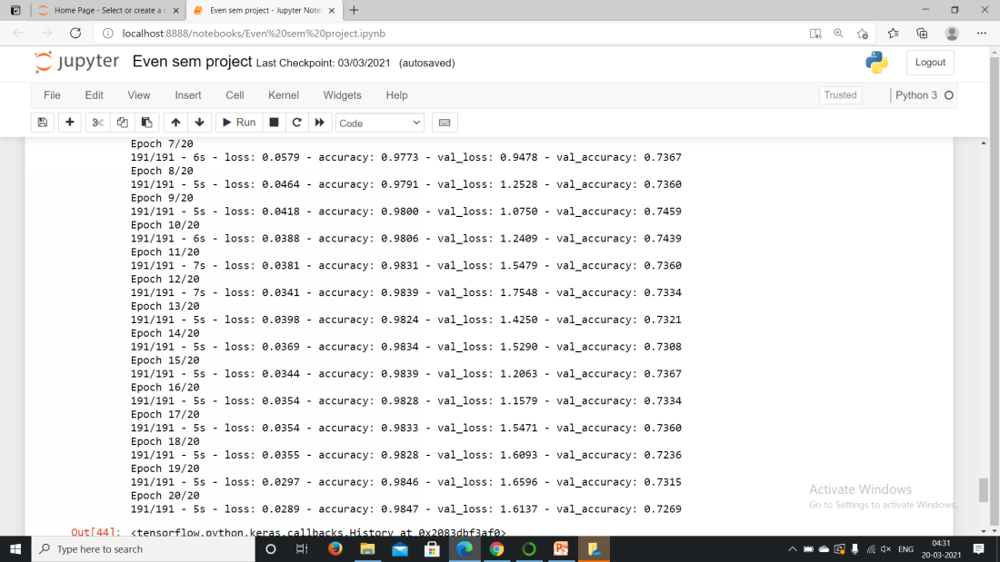 Home Page - Select or create a n
Even sem project - Jupyter Note
localhost:8888/notebooks/Even%20sem%20project.ipynb
jupyter Even sem project Last Checkpoint: 03/03/2021 (autosaved)
Logout
File Edit View Insert Cell Kernel Widgets Help
Trusted Python 3
Run Code
Epoch 7/20
191/191 - 6s - loss: 0.0579 - accuracy: 0.9773 - val_loss: 0.9478 - val_accuracy: 0.7367
Epoch 8/20
191/191 - 5s - loss: 0.0464 - accuracy: 0.9791 - val_loss: 1.2528 - val_accuracy: 0.7360
Epoch 9/20
191/191 - 5s - loss: 0.0418 - accuracy: 0.9800 - val_loss: 1.0750 - val_accuracy: 0.7459
Epoch 10/20
191/191 - 6s - loss: 0.0388 - accuracy: 0.9806 - val_loss: 1.2409 - val_accuracy: 0.7439
Epoch 11/20
191/191 - 7s - loss: 0.0381 - accuracy: 0.9831 - val_loss: 1.5479 - val_accuracy: 0.7360
Epoch 12/20
191/191 - 7s - loss: 0.0341 - accuracy: 0.9839 - val_loss: 1.7548 - val_accuracy: 0.7334
Epoch 13/20
191/191 - 5s - loss: 0.0398 - accuracy: 0.9824 - val_loss: 1.4250 - val_accuracy: 0.7321
Epoch 14/20
191/191 - 5s - loss: 0.0369 - accuracy: 0.9834 - val_loss: 1.5290 - val_accuracy: 0.7308
Epoch 15/20
191/191 - 5s - loss: 0.0344 - accuracy: 0.9839 - val_loss: 1.2063 - val_accuracy: 0.7367
Epoch 16/20
191/191 - 5s - loss: 0.0354 - accuracy: 0.9828 - val_loss: 1.1579 - val_accuracy: 0.7334
Epoch 17/20
191/191 - 5s - loss: 0.0354 - accuracy: 0.9833 - val_loss: 1.5471 - val_accuracy: 0.7360
Epoch 18/20
191/191 - 5s - loss: 0.0355 - accuracy: 0.9828 - val_loss: 1.6093 - val_accuracy: 0.7236
Epoch 19/20
191/191 - 5s - loss: 0.0297 - accuracy: 0.9846 - val_loss: 1.6596 - val_accuracy: 0.7315
Epoch 20/20
191/191 - 5s - loss: 0.0289 - accuracy: 0.9847 - val_loss: 1.6137 - val_accuracy: 0.7269
Activate Windows
Go to Settings to activate Windows.
Out[44]: <tensorflow.python.keras.callbacks.History at 0x2083dbf3af0>
Type here to search
ENG
04:31
20-03-2021